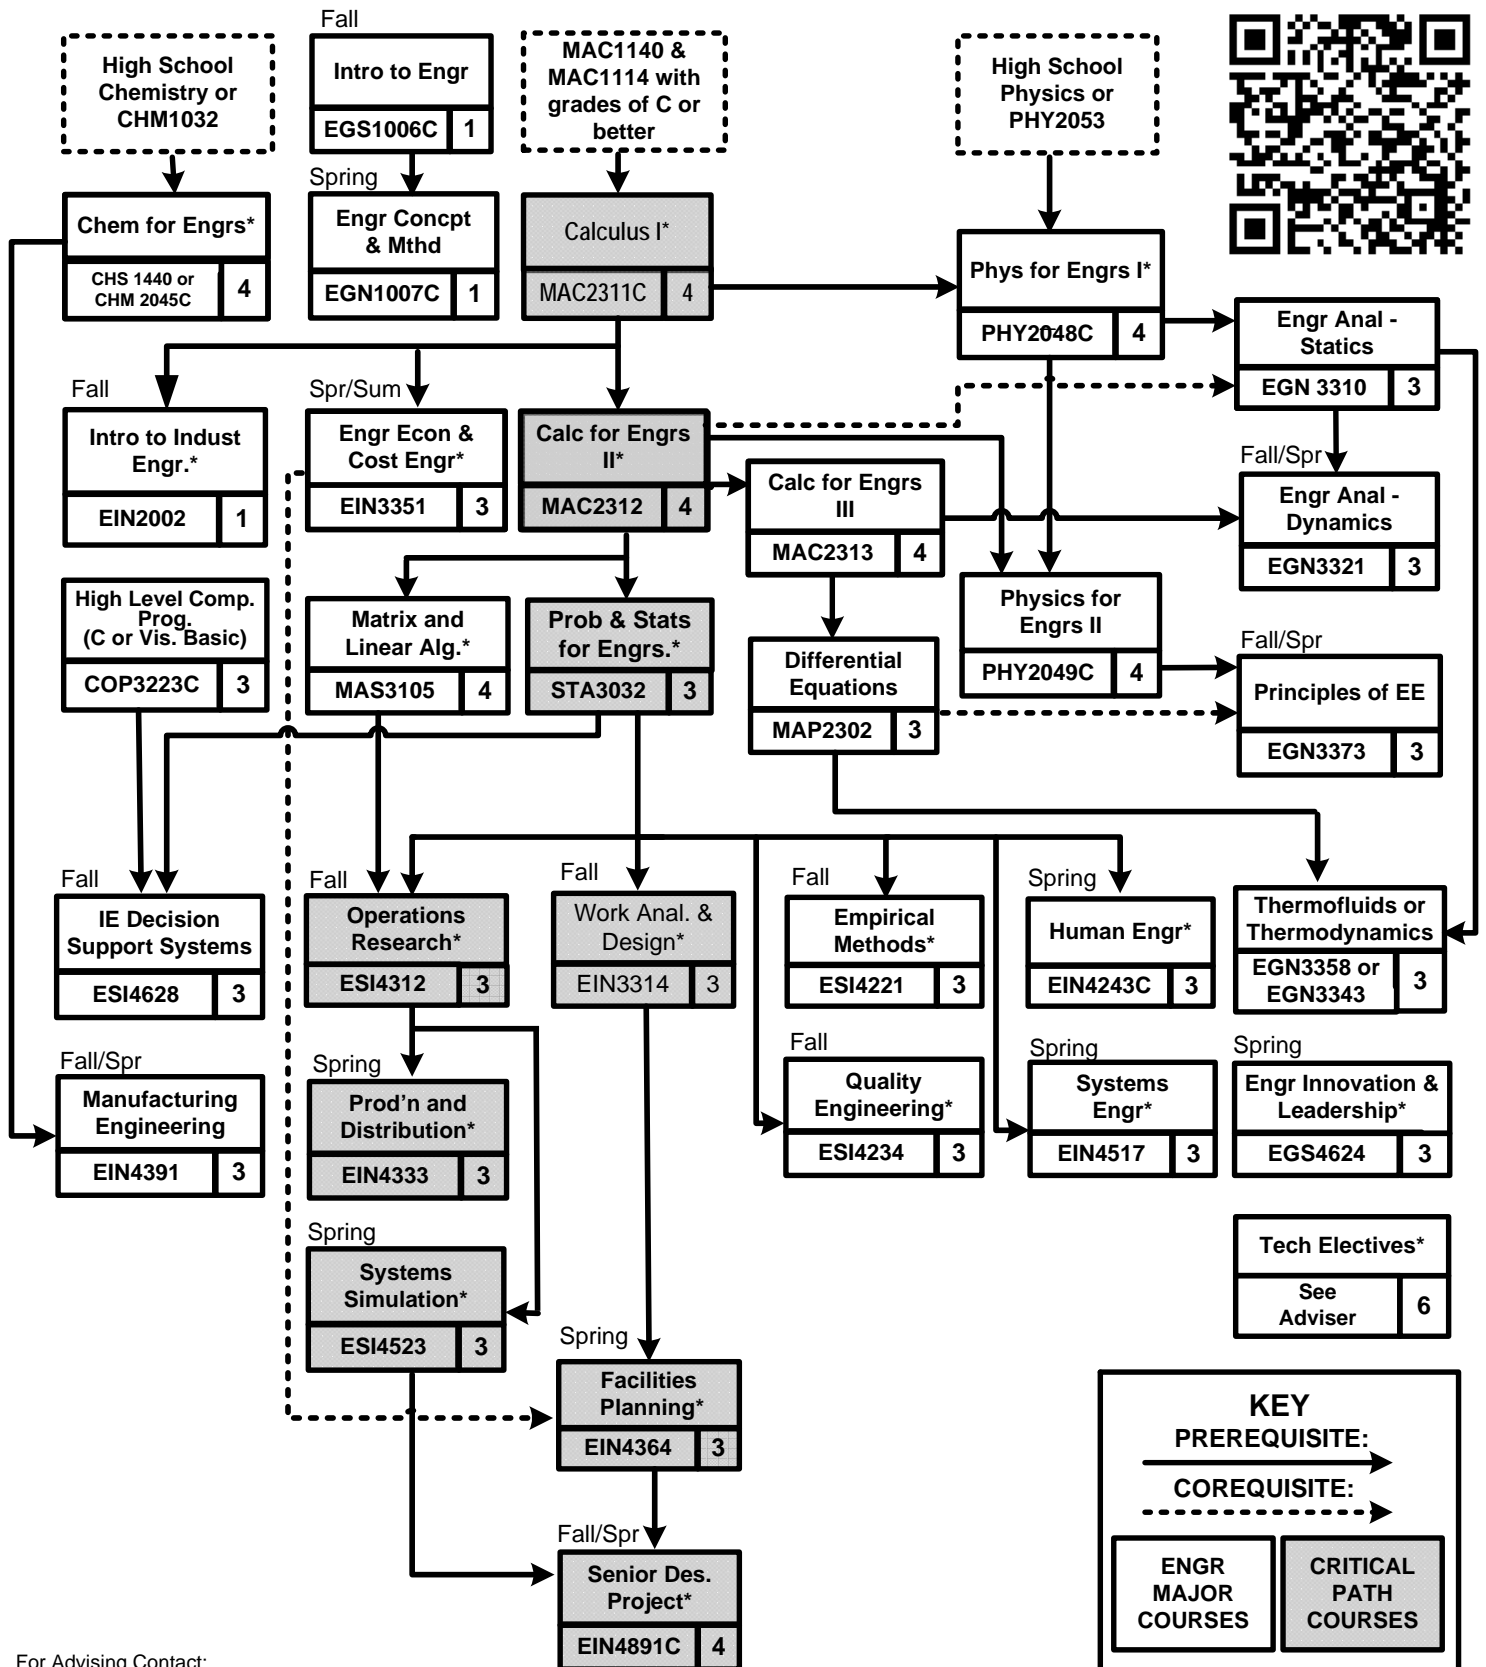 Fall
High School
Chemistry or
CHM1032
Intro to Engr
EGS1006C 1
MAC1140 &
MAC1114 with
grades of C or
better
High School
Physics or
PHY2053
Spring
Chem for Engrs*
CHS 1440 or
CHM 2045C
4
Engr Concpt
& Mthd
EGN1007C 1
Calculus I*
MAC2311C 4
Phys for Engrs I*
PHY2048C 4
Engr Anal -
Statics
EGN 3310 3
Fall
Intro to Indust
Engr.*
EIN2002 1
Spr/Sum
Engr Econ &
Cost Engr*
EIN3351 3
Calc for Engrs
II*
MAC2312 4
Calc for Engrs
III
MAC2313 4
Fall/Spr
Engr Anal -
Dynamics
EGN3321 3
High Level Comp.
Prog.
(C or Vis. Basic)
COP3223C 3
Matrix and
Linear Alg.*
MAS3105 4
Prob & Stats
for Engrs.*
STA3032 3
Differential
Equations
MAP2302 3
Physics for
Engrs II
PHY2049C 4
Fall/Spr
Principles of EE
EGN3373 3
Fall
IE Decision
Support Systems
ESI4628 3
Fall
Operations
Research*
ESI4312 3
Fall
Work Anal. &
Design*
EIN3314 3
Fall
Empirical
Methods*
ESI4221 3
Spring
Human Engr*
EIN4243C 3
Thermofluids or
Thermodynamics
EGN3358 or
EGN3343
3
Fall/Spr
Manufacturing
Engineering
EIN4391 3
Spring
Prod'n and
Distribution*
EIN4333 3
Fall
Quality
Engineering*
ESI4234 3
Spring
Systems
Engr*
EIN4517 3
Spring
Engr Innovation &
Leadership*
EGS4624 3
Spring
Systems
Simulation*
ESI4523 3
Tech Electives*
See
Adviser
6
Spring
Facilities
Planning*
EIN4364 3
Fall/Spr
Senior Des.
Project*
EIN4891C 4
KEY
PREREQUISITE:
COREQUISITE:
ENGR
MAJOR
COURSES
CRITICAL
PATH
COURSES
For Advising Contact: